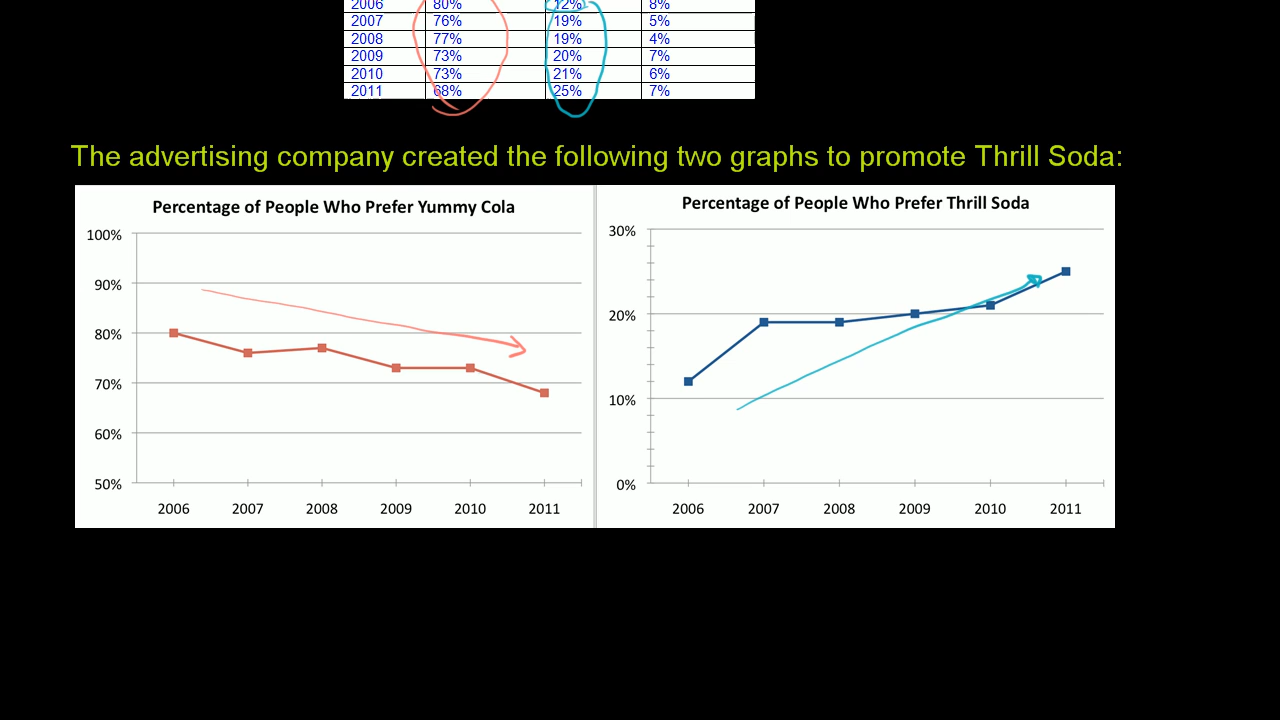 2006 80% 12% 8%
2007 76% 19% 5%
2008 77% 19% 4%
2009 73% 20% 7%
2010 73% 21% 6%
2011 68% 25% 7%
The advertising company created the following two graphs to promote Thrill Soda:
Percentage of People Who Prefer Yummy Cola
100%
90%
80%
70%
60%
50%
2006 2007 2008 2009 2010 2011
Percentage of People Who Prefer Thrill Soda
30%
20%
10%
0%
2006 2007 2008 2009 2010 2011